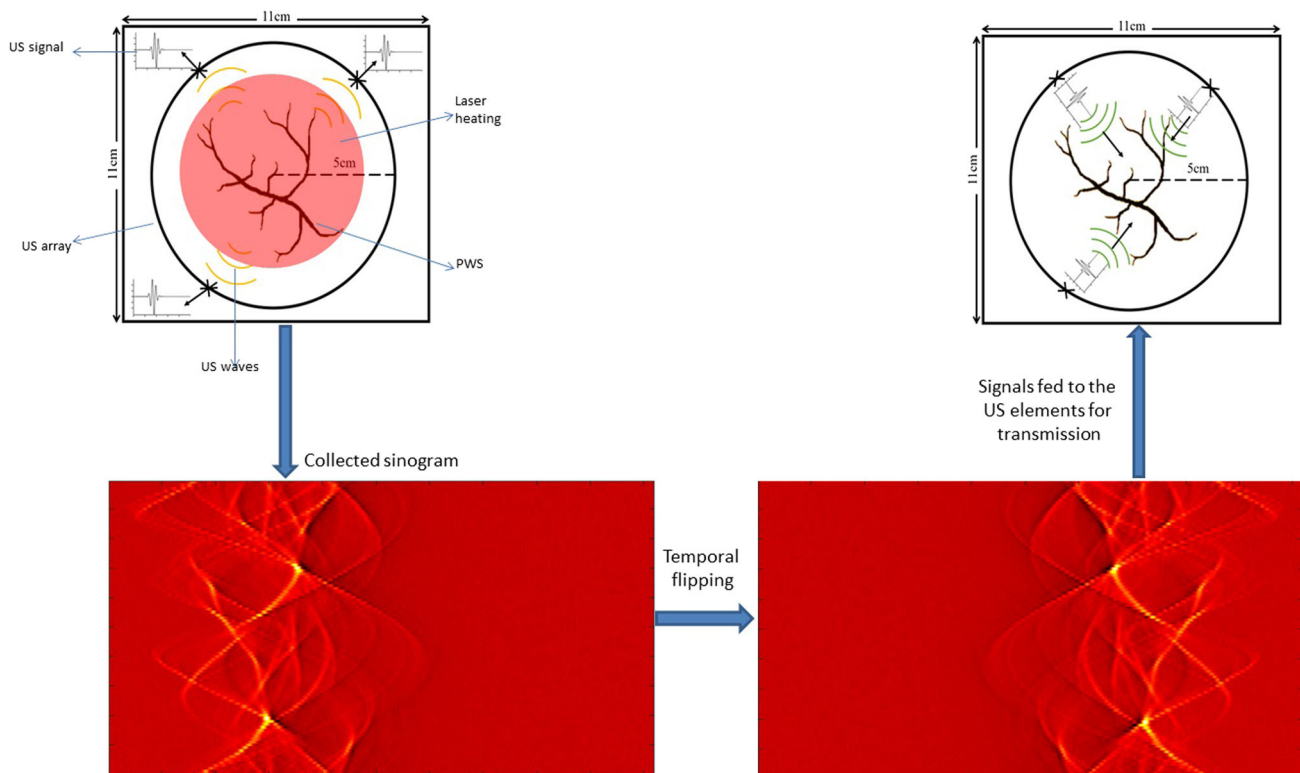 11cm
11cm
US signal
Laser
heating
5cm
US array
PWS
US waves
11cm
11cm
5cm
Signals fed to the
US elements for
transmission
Collected sinogram
Temporal
flipping